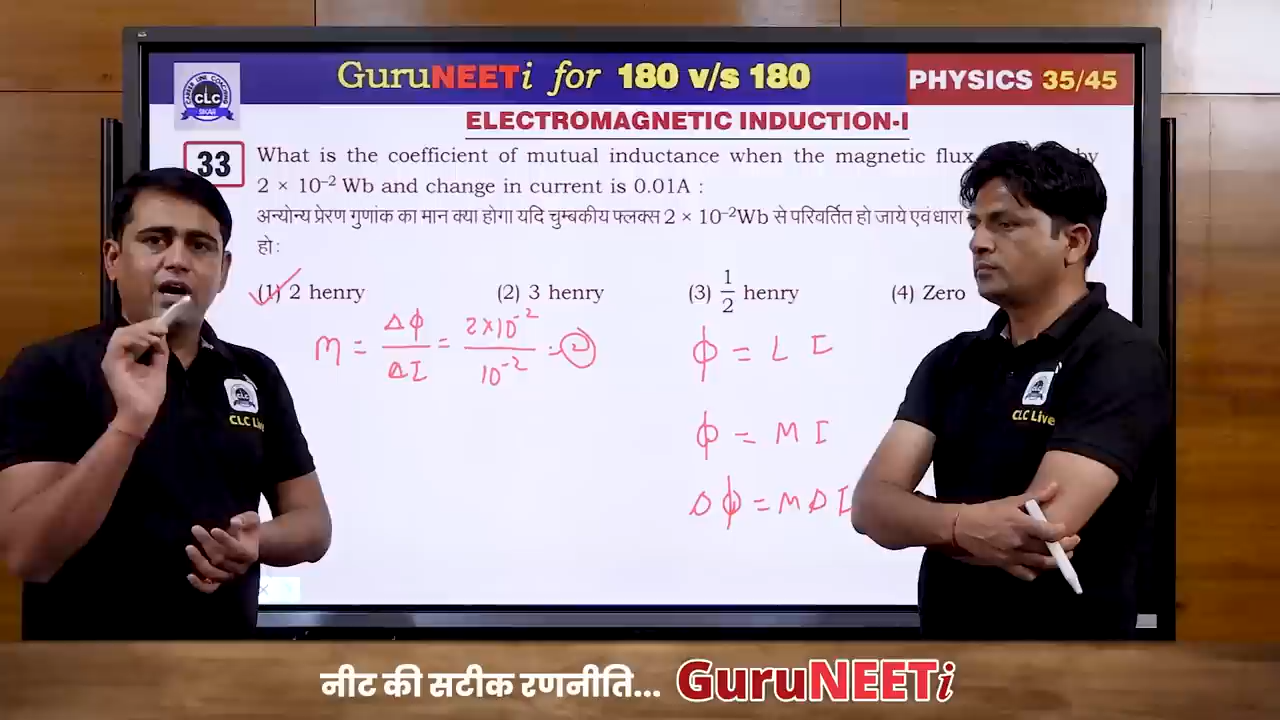 GuruNEETi for 180 v/s 180
PHYSICS 35/45
CLC
SIKAR
ELECTROMAGNETIC INDUCTION-I
33
What is the coefficient of mutual inductance when the magnetic flux by
2 × 10⁻² Wb and change in current is 0.01A :
अन्योन्य प्रेरण गुणांक का मान क्या होगा यदि चुम्बकीय फ्लक्स 2 × 10⁻²Wb से परिवर्तित हो जाये एवं धारा
हो:
(1) 2 henry (2) 3 henry (3) 1/2 henry (4) Zero
M = Δϕ/ΔI = 2×10⁻²/10⁻² = 2
ϕ = L I
ϕ = M I
Δϕ = M Δ I
CLC Live
CLC Live
नीट की सटीक रणनीति... GuruNEETi